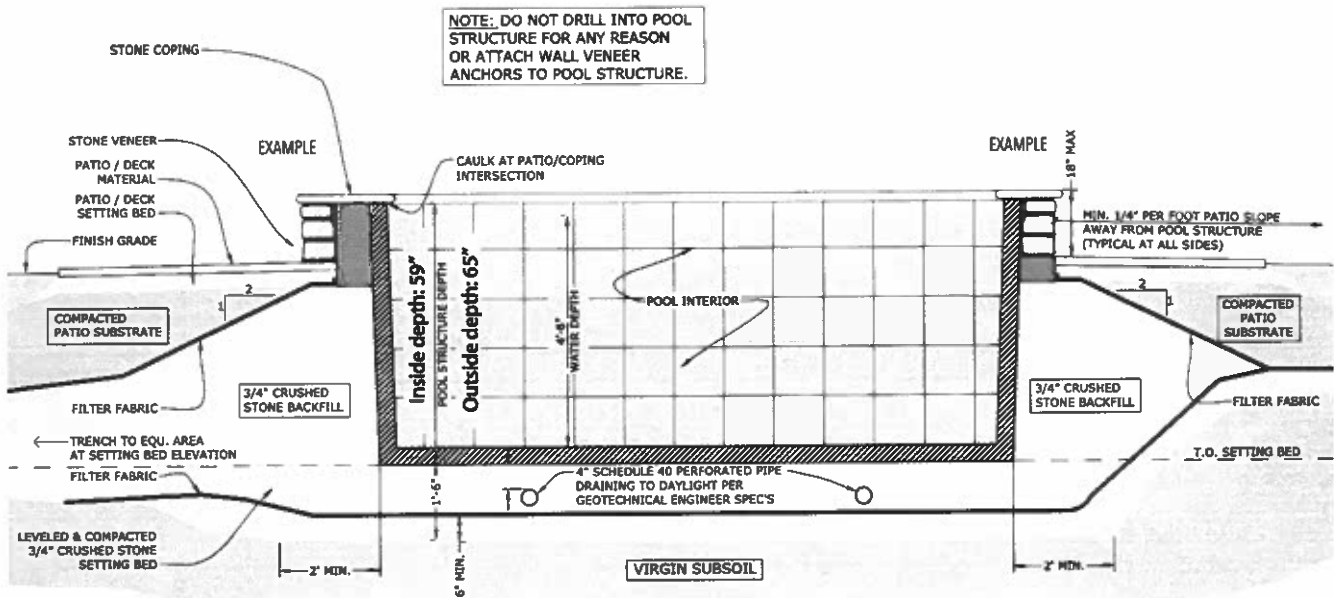 NOTE: DO NOT DRILL INTO POOL
STRUCTURE FOR ANY REASON
OR ATTACH WALL VENEER
ANCHORS TO POOL STRUCTURE.
STONE COPING
STONE VENEER
EXAMPLE
PATIO / DECK
MATERIAL
PATIO / DECK
SETTING BED
FINISH GRADE
CAULK AT PATIO/COPING
INTERSECTION
EXAMPLE
18" MAX
MIN. 1/4" PER FOOT PATIO SLOPE
AWAY FROM POOL STRUCTURE
(TYPICAL AT ALL SIDES)
2
1
COMPACTED
PATIO SUBSTRATE
Inside depth: 59"
POOL STRUCTURE DEPTH
Outside depth: 65"
4'-6"
WATER DEPTH
POOL INTERIOR
2
1
COMPACTED
PATIO
SUBSTRATE
FILTER FABRIC
3/4" CRUSHED
STONE BACKFILL
3/4" CRUSHED
STONE BACKFILL
FILTER FABRIC
TRENCH TO EQU. AREA
AT SETTING BED ELEVATION
FILTER FABRIC
T.O. SETTING BED
4" SCHEDULE 40 PERFORATED PIPE
DRAINING TO DAYLIGHT PER
GEOTECHNICAL ENGINEER SPEC'S
1'-6"
LEVELED & COMPACTED
3/4" CRUSHED STONE
SETTING BED
2' MIN.
6" MIN.
VIRGIN SUBSOIL
2' MIN.